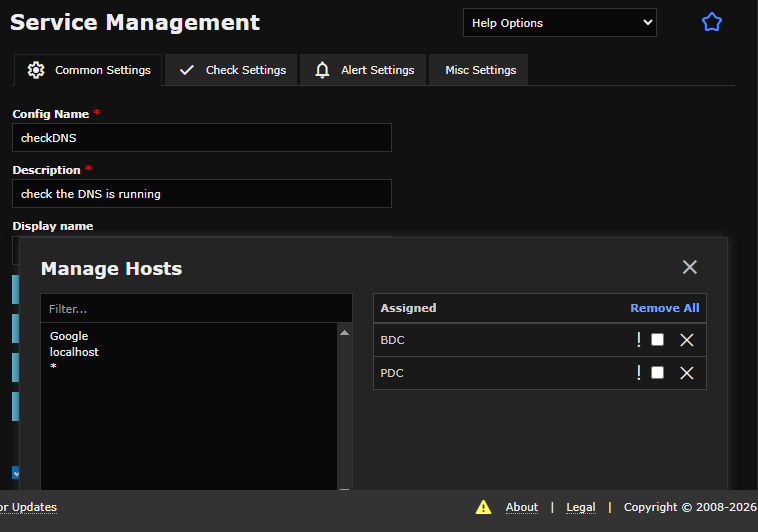 Service Management
Help Options
Common Settings
Check Settings
Alert Settings
Misc Settings
Config Name *
checkDNS
Description *
check the DNS is running
Display name
Manage Hosts
Filter...
Google
localhost
*
Assigned Remove All
BDC !
PDC !
or Updates
About | Legal | Copyright © 2008-2026